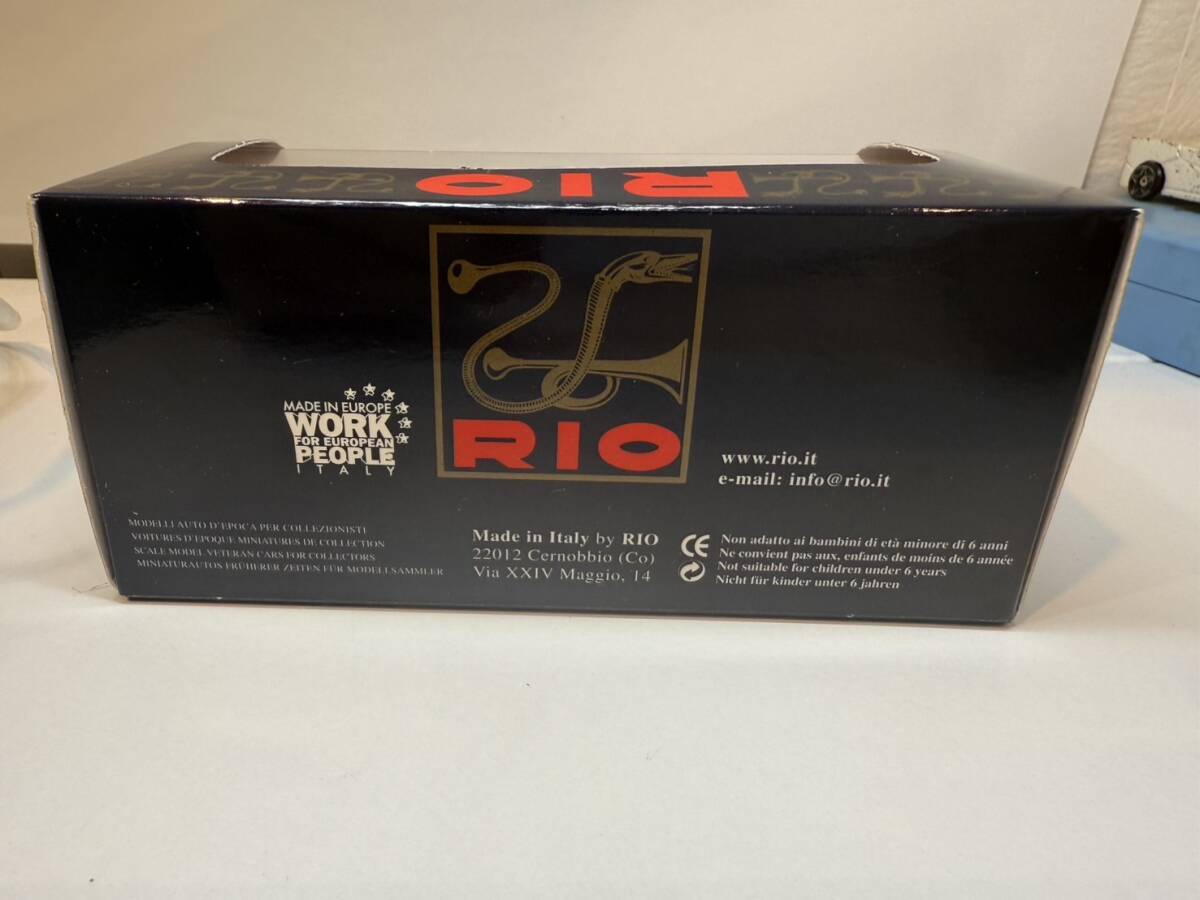 RIO
MADE IN EUROPE
WORK
FOR EUROPEAN
PEOPLE
ITALY
RIO
www.rio.it
e-mail: info@rio.it
MODELLI AUTO D'EPOCA PER COLLEZIONISTI
VOITURES D'EPOQUE MINIATURES DE COLLECTION
SCALE MODEL VETERAN CARS FOR COLLECTORS
MINIATURAUTOS FRÜHERER ZEITEN FÜR MODELLSAMMLER
Made in Italy by RIO
22012 Cernobbio (Co)
Via XXIV Maggio, 14
CE
Non adatto ai bambini di età minore di 6 anni
Ne convient pas aux, enfants de moins de 6 année
Not suitable for children under 6 years
Nicht für kinder unter 6 jahren